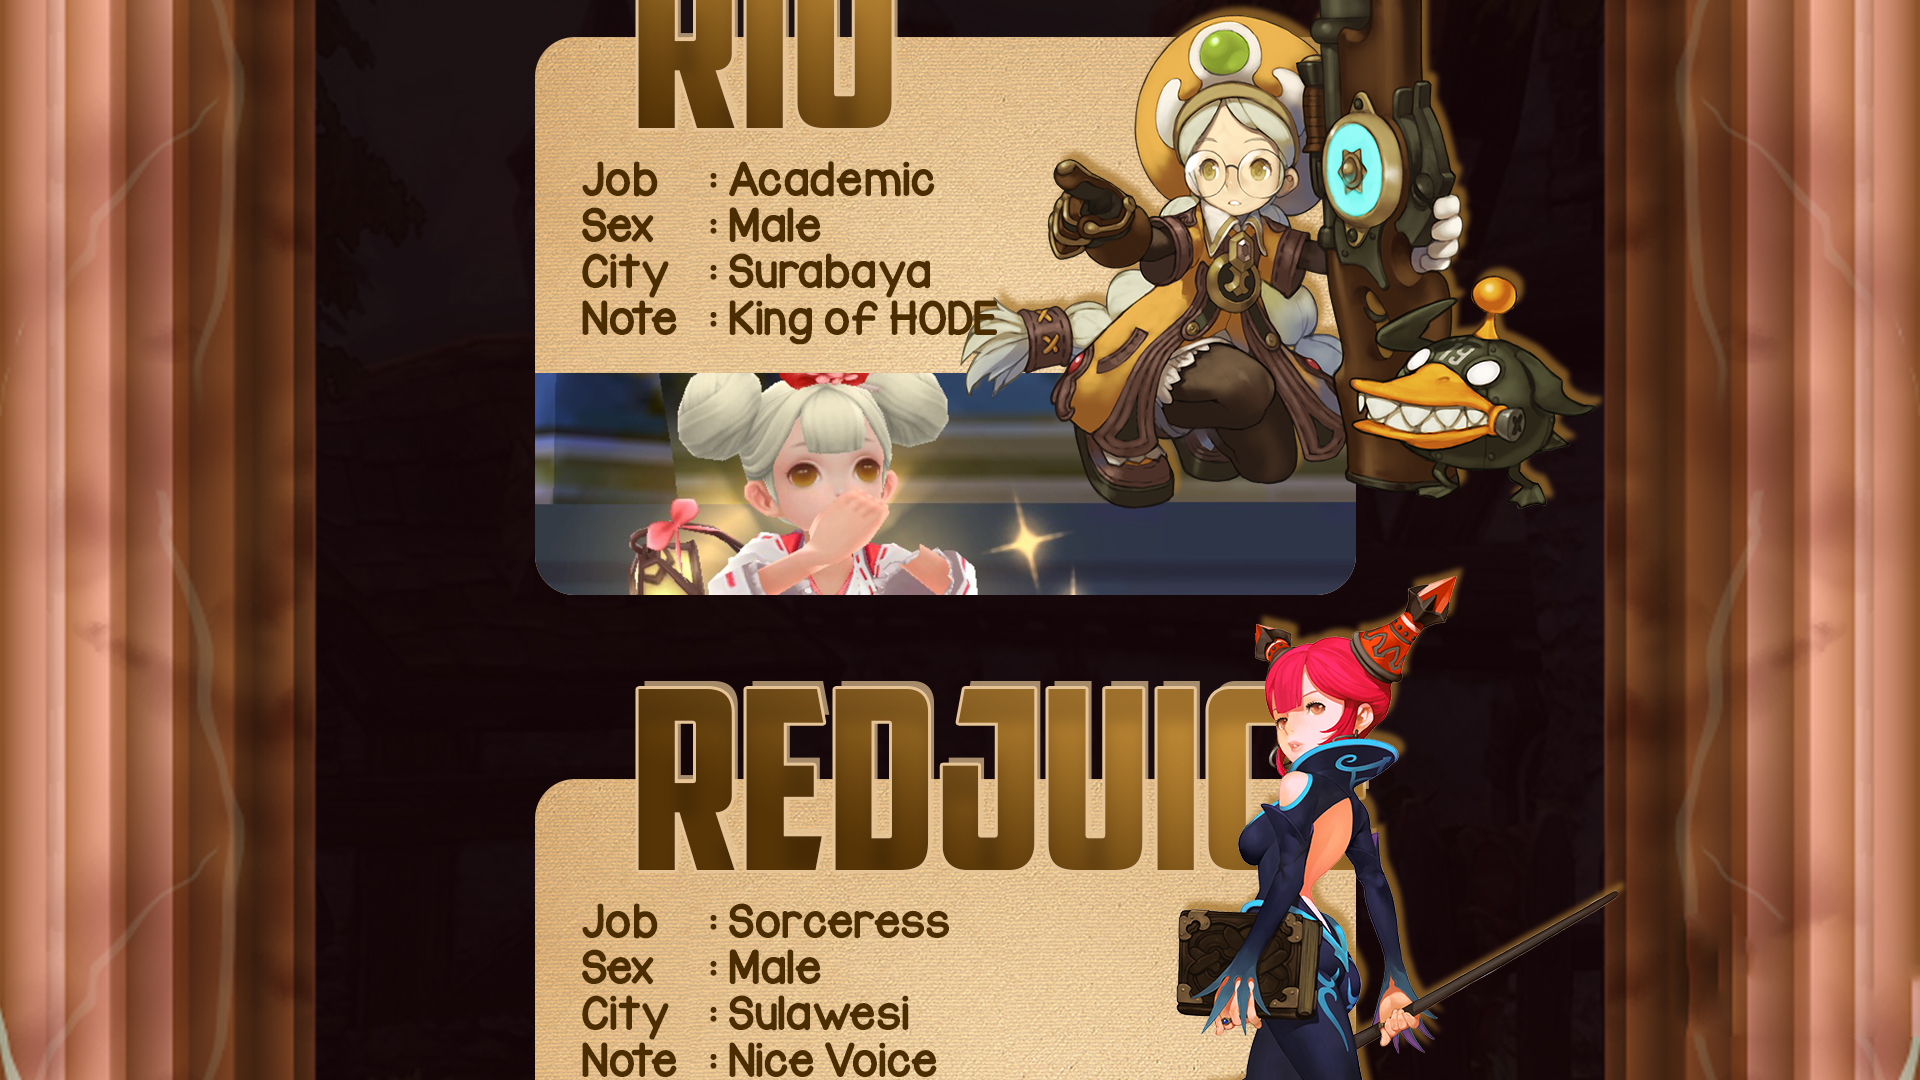 RIO
Job : Academic
Sex : Male
City : Surabaya
Note : King of HODE
19
REDJUIC
Job : Sorceress
Sex : Male
City : Sulawesi
Note : Nice Voice